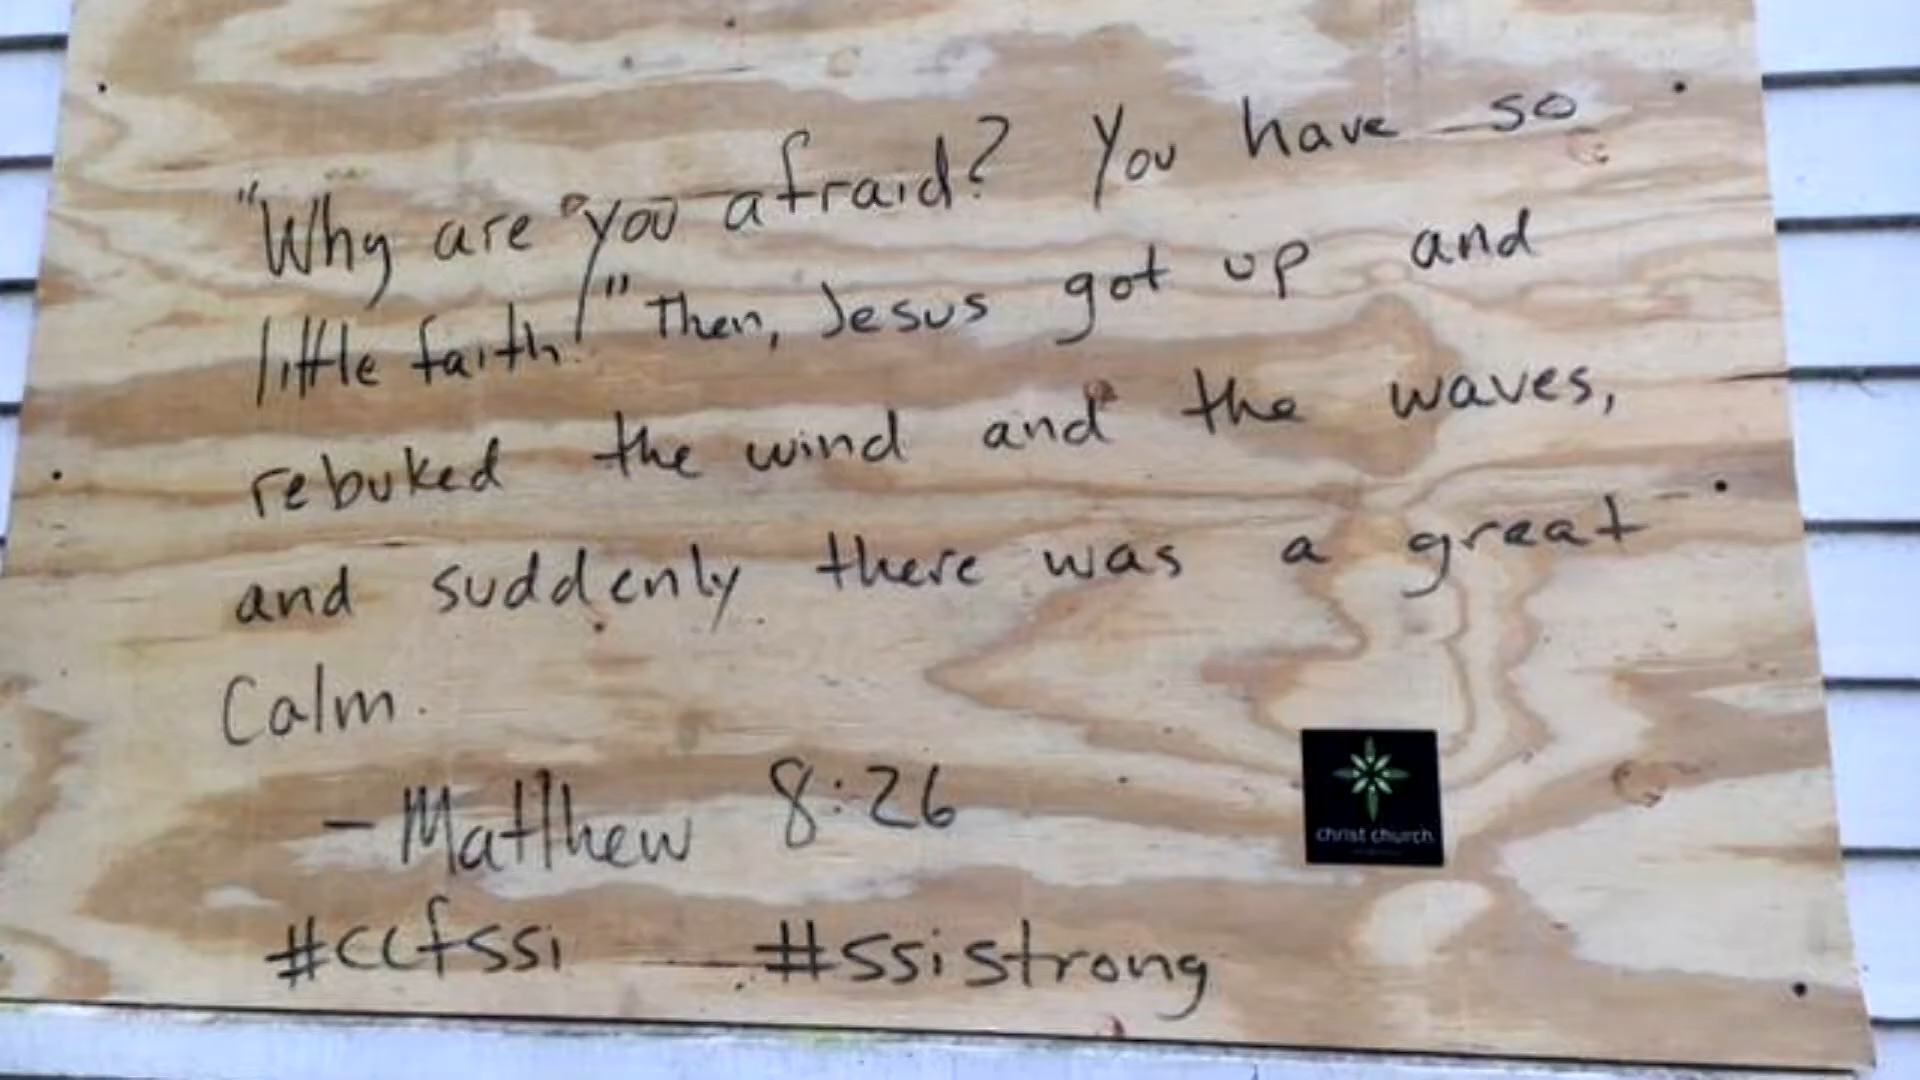 "Why are you afraid? You have so
little faith!" Then, Jesus got up and
rebuked the wind and the waves,
and suddenly there was a great
Calm.
- Matthew 8:26
christ church
#ccfssi #ssistrong